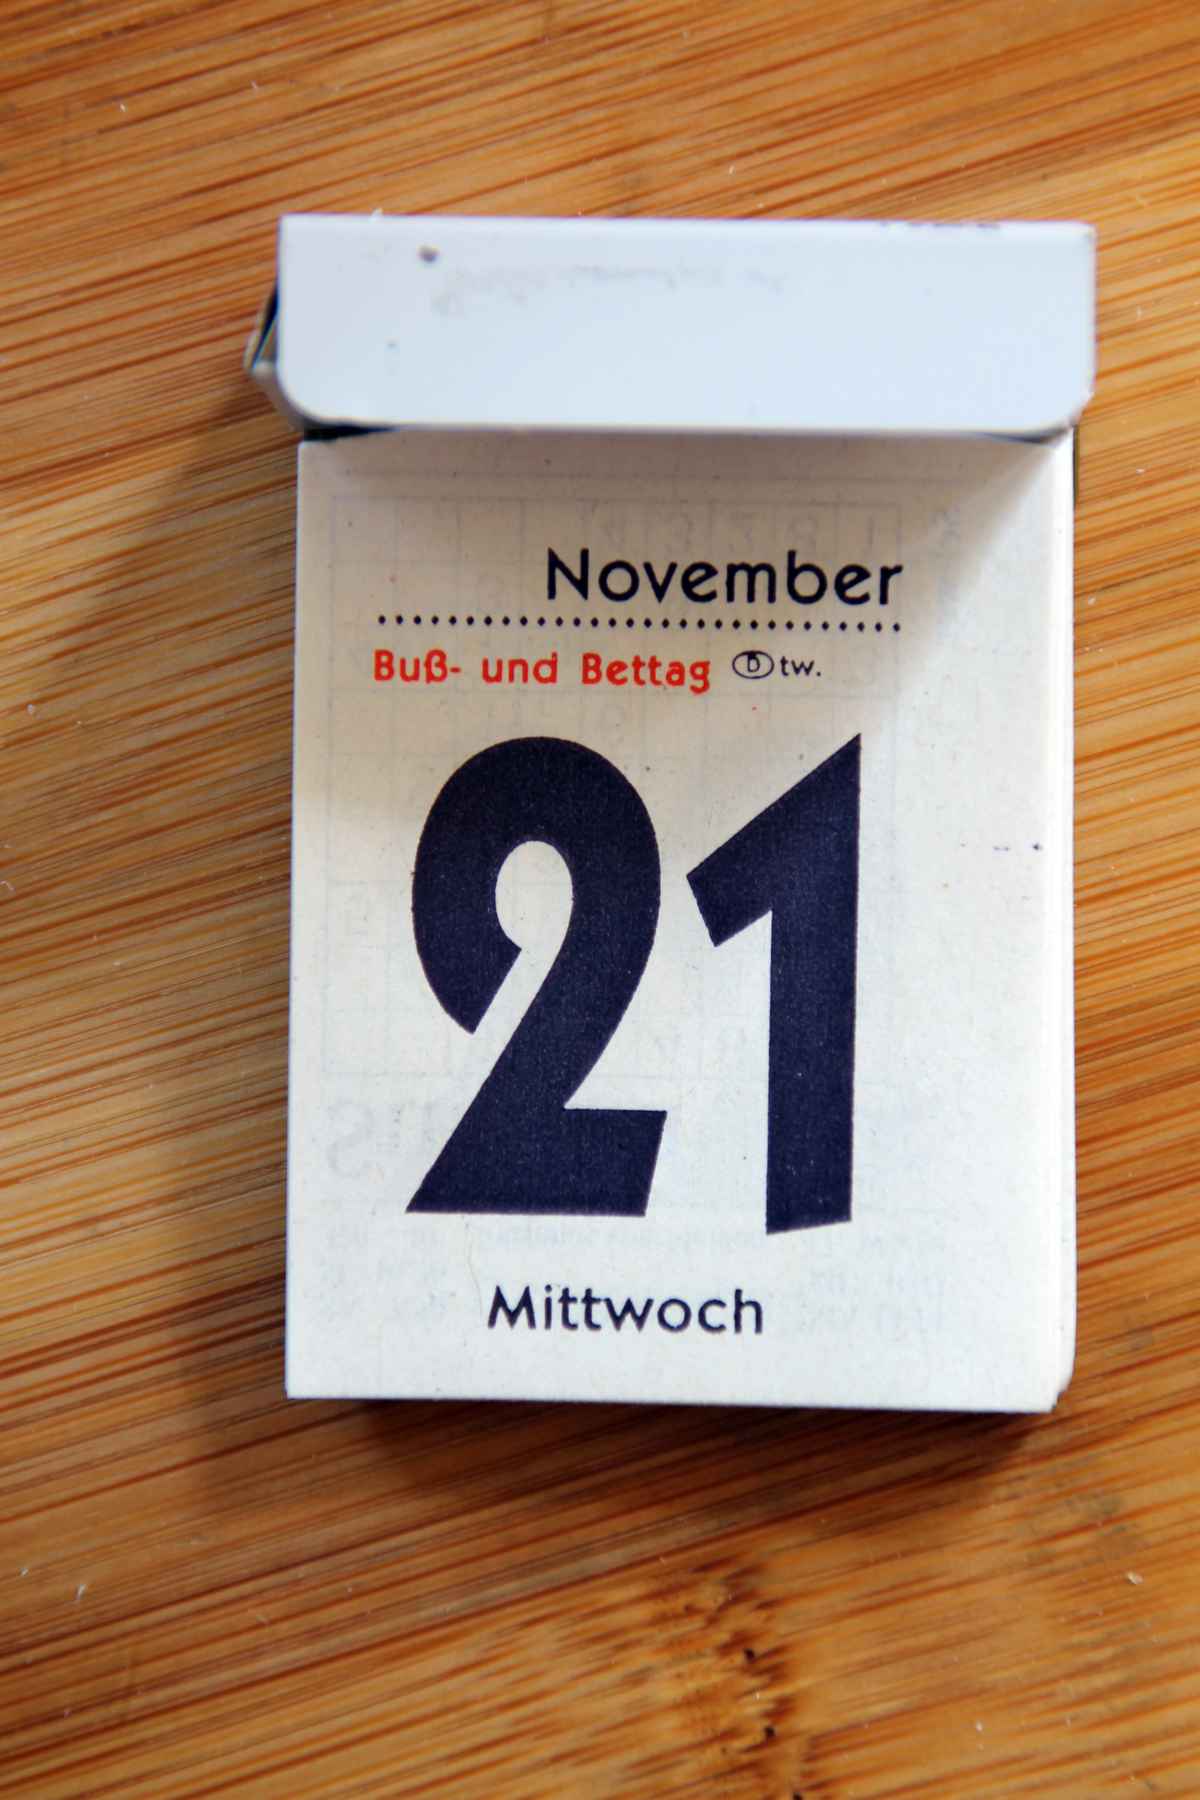 November
Buß- und Bettag Ⓓtw.
21
Mittwoch